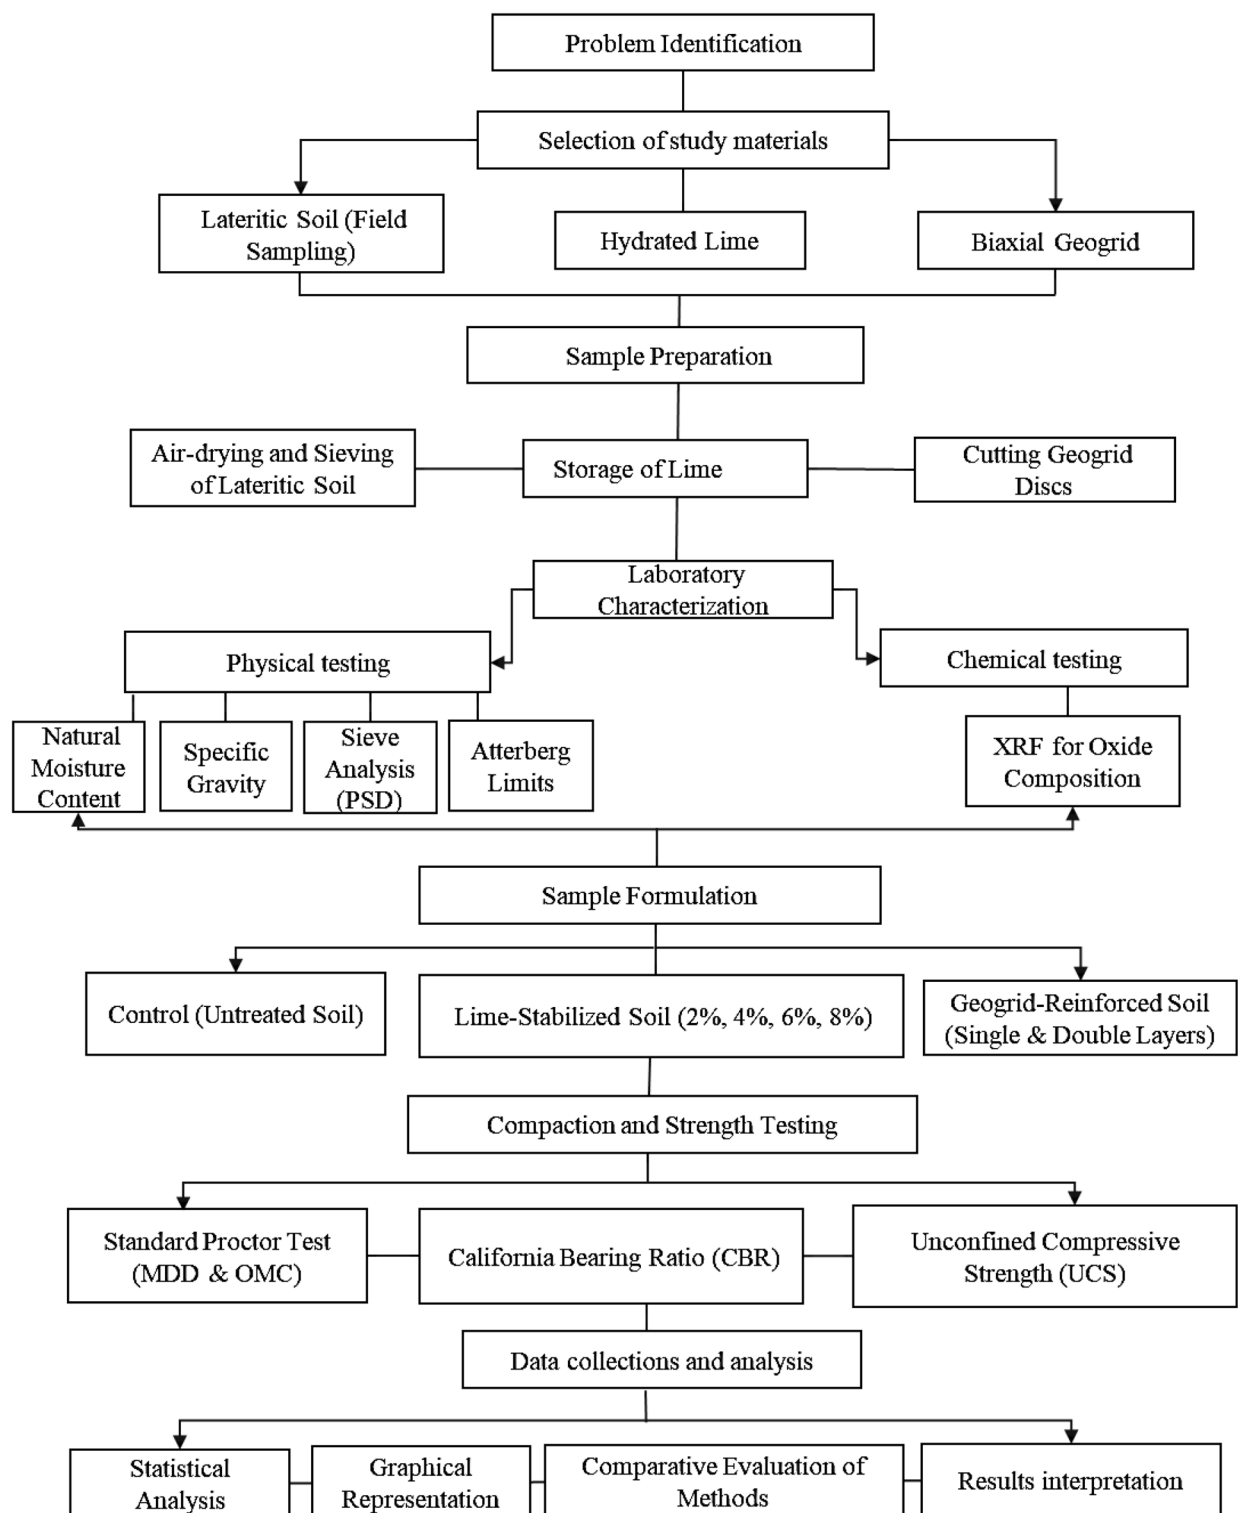 Problem Identification
Selection of study materials
Lateritic Soil (Field
Sampling)
Hydrated Lime
Biaxial Geogrid
Sample Preparation
Air-drying and Sieving
of Lateritic Soil
Storage of Lime
Cutting Geogrid
Discs
Laboratory
Characterization
Physical testing
Chemical testing
Natural
Moisture
Content
Specific
Gravity
Sieve
Analysis
(PSD)
Atterberg
Limits
XRF for Oxide
Composition
Sample Formulation
Control (Untreated Soil)
Lime-Stabilized Soil (2%, 4%, 6%, 8%)
Geogrid-Reinforced Soil
(Single & Double Layers)
Compaction and Strength Testing
Standard Proctor Test
(MDD & OMC)
California Bearing Ratio (CBR)
Unconfined Compressive
Strength (UCS)
Data collections and analysis
Statistical
Analysis
Graphical
Representation
Comparative Evaluation of
Methods
Results interpretation